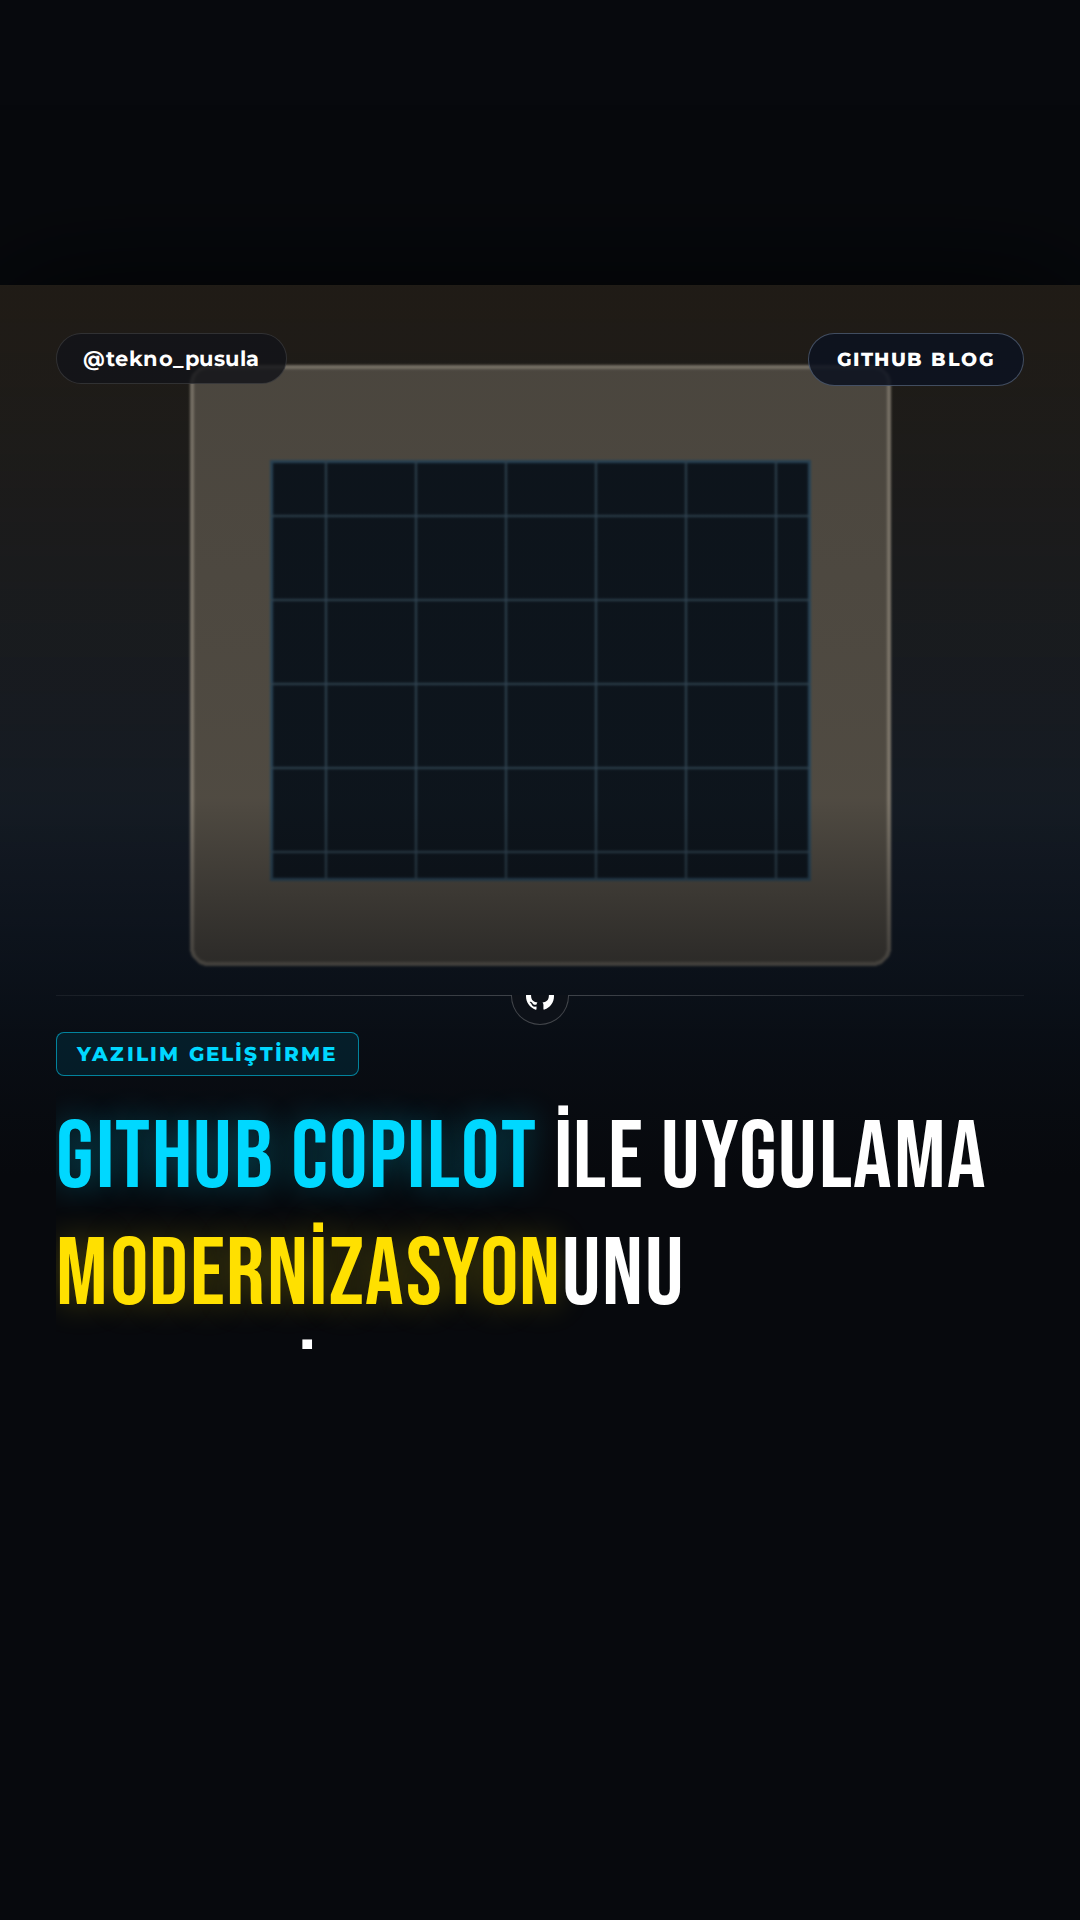 @tekno_pusula
GITHUB BLOG
YAZILIM GELİŞTİRME
GITHUB COPILOT İLE UYGULAMA
MODERNİZASYONUNU